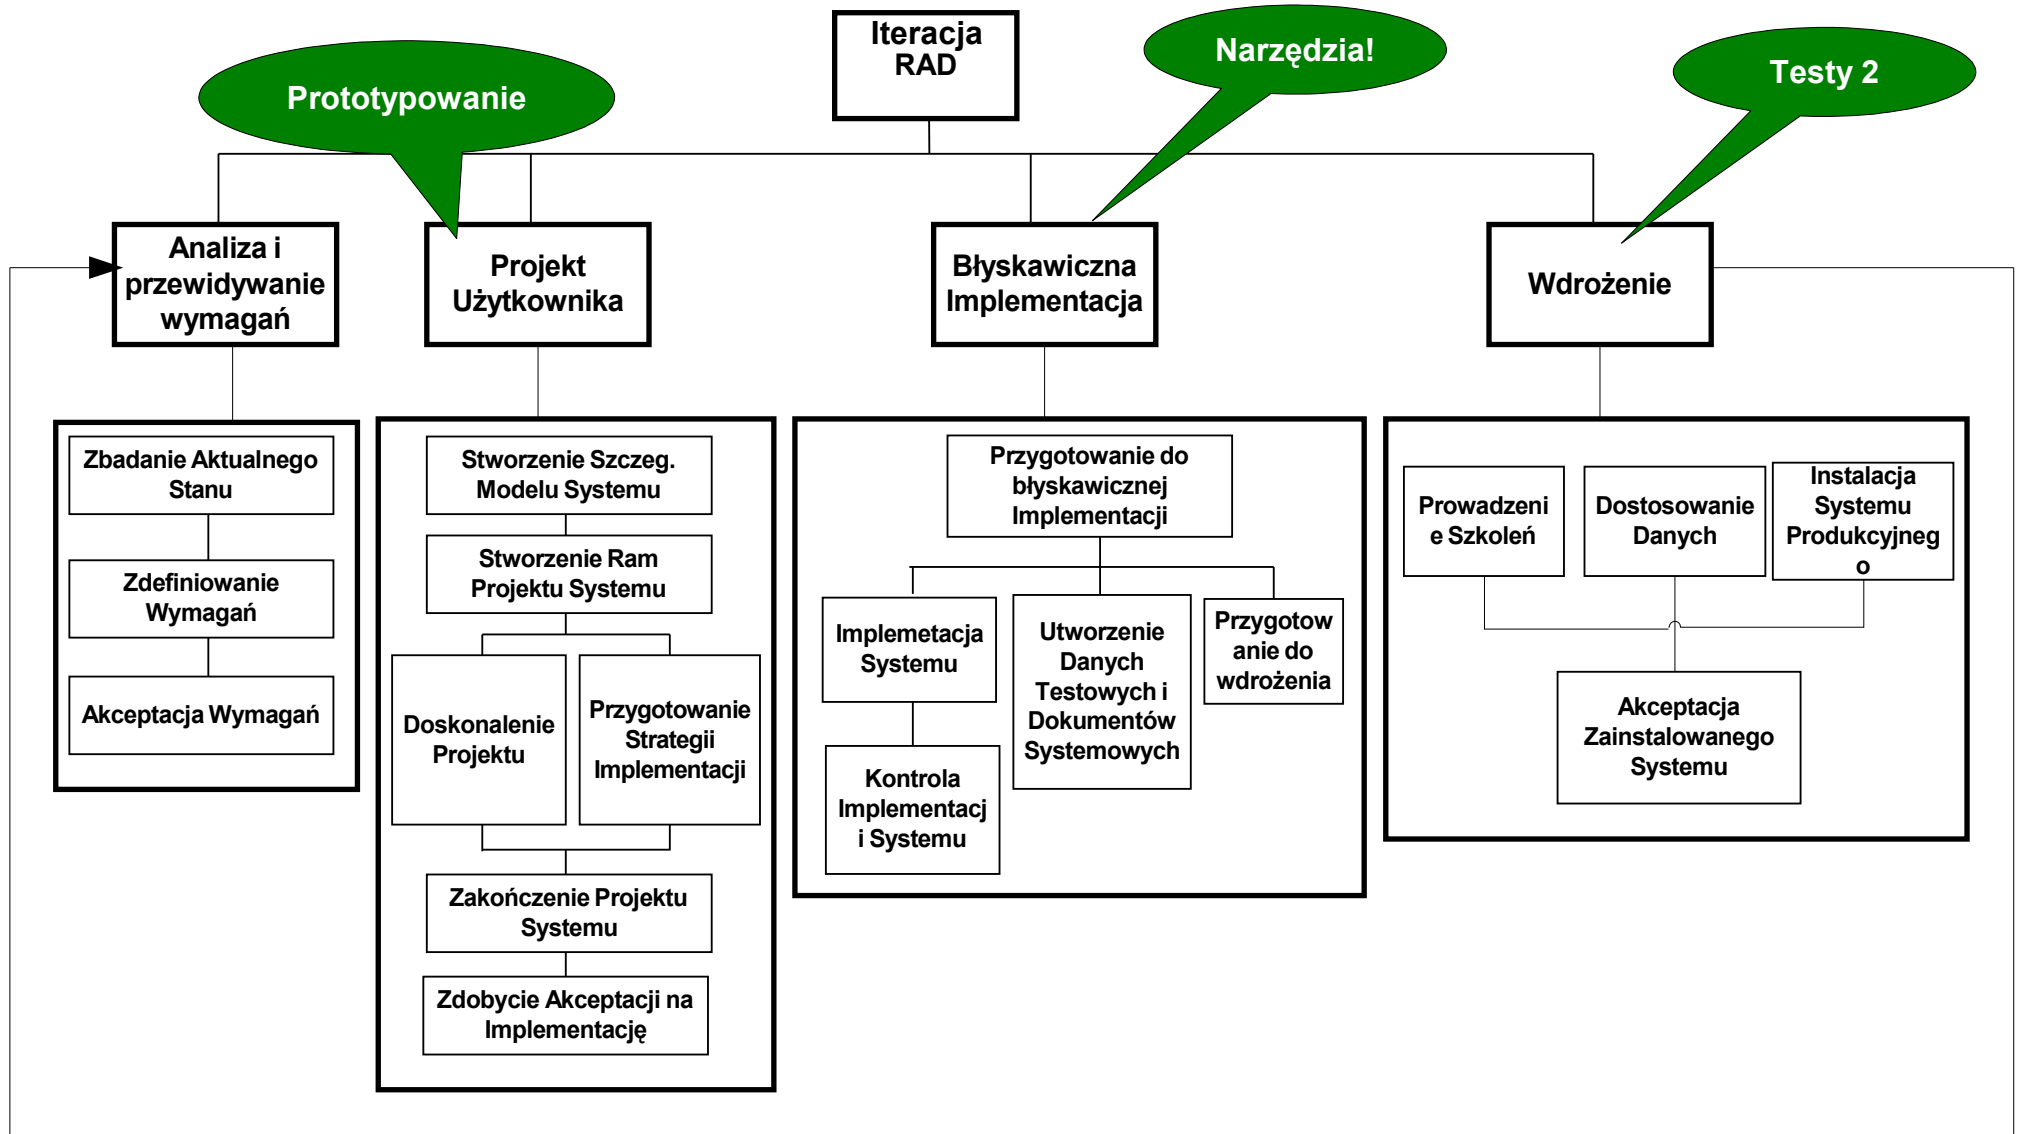 Iteracja
RAD
Prototypowanie
Narzędzia!
Testy 2
Analiza i
przewidywanie
wymagań
Projekt
Użytkownika
Błyskawiczna
Implementacja
Wdrożenie
Zbadanie Aktualnego
Stanu
Zdefiniowanie
Wymagań
Akceptacja Wymagań
Stworzenie Szczeg.
Modelu Systemu
Stworzenie Ram
Projektu Systemu
Doskonalenie
Projektu
Przygotowanie
Strategii
Implementacji
Zakończenie Projektu
Systemu
Zdobycie Akceptacji na
Implementację
Przygotowanie do
błyskawicznej
Implementacji
Implemetacja
Systemu
Kontrola
Implementacj
i Systemu
Utworzenie
Danych
Testowych i
Dokumentów
Systemowych
Przygotow
anie do
wdrożenia
Prowadzeni
e Szkoleń
Dostosowanie
Danych
Instalacja
Systemu
Produkcyjneg
o
Akceptacja
Zainstalowanego
Systemu